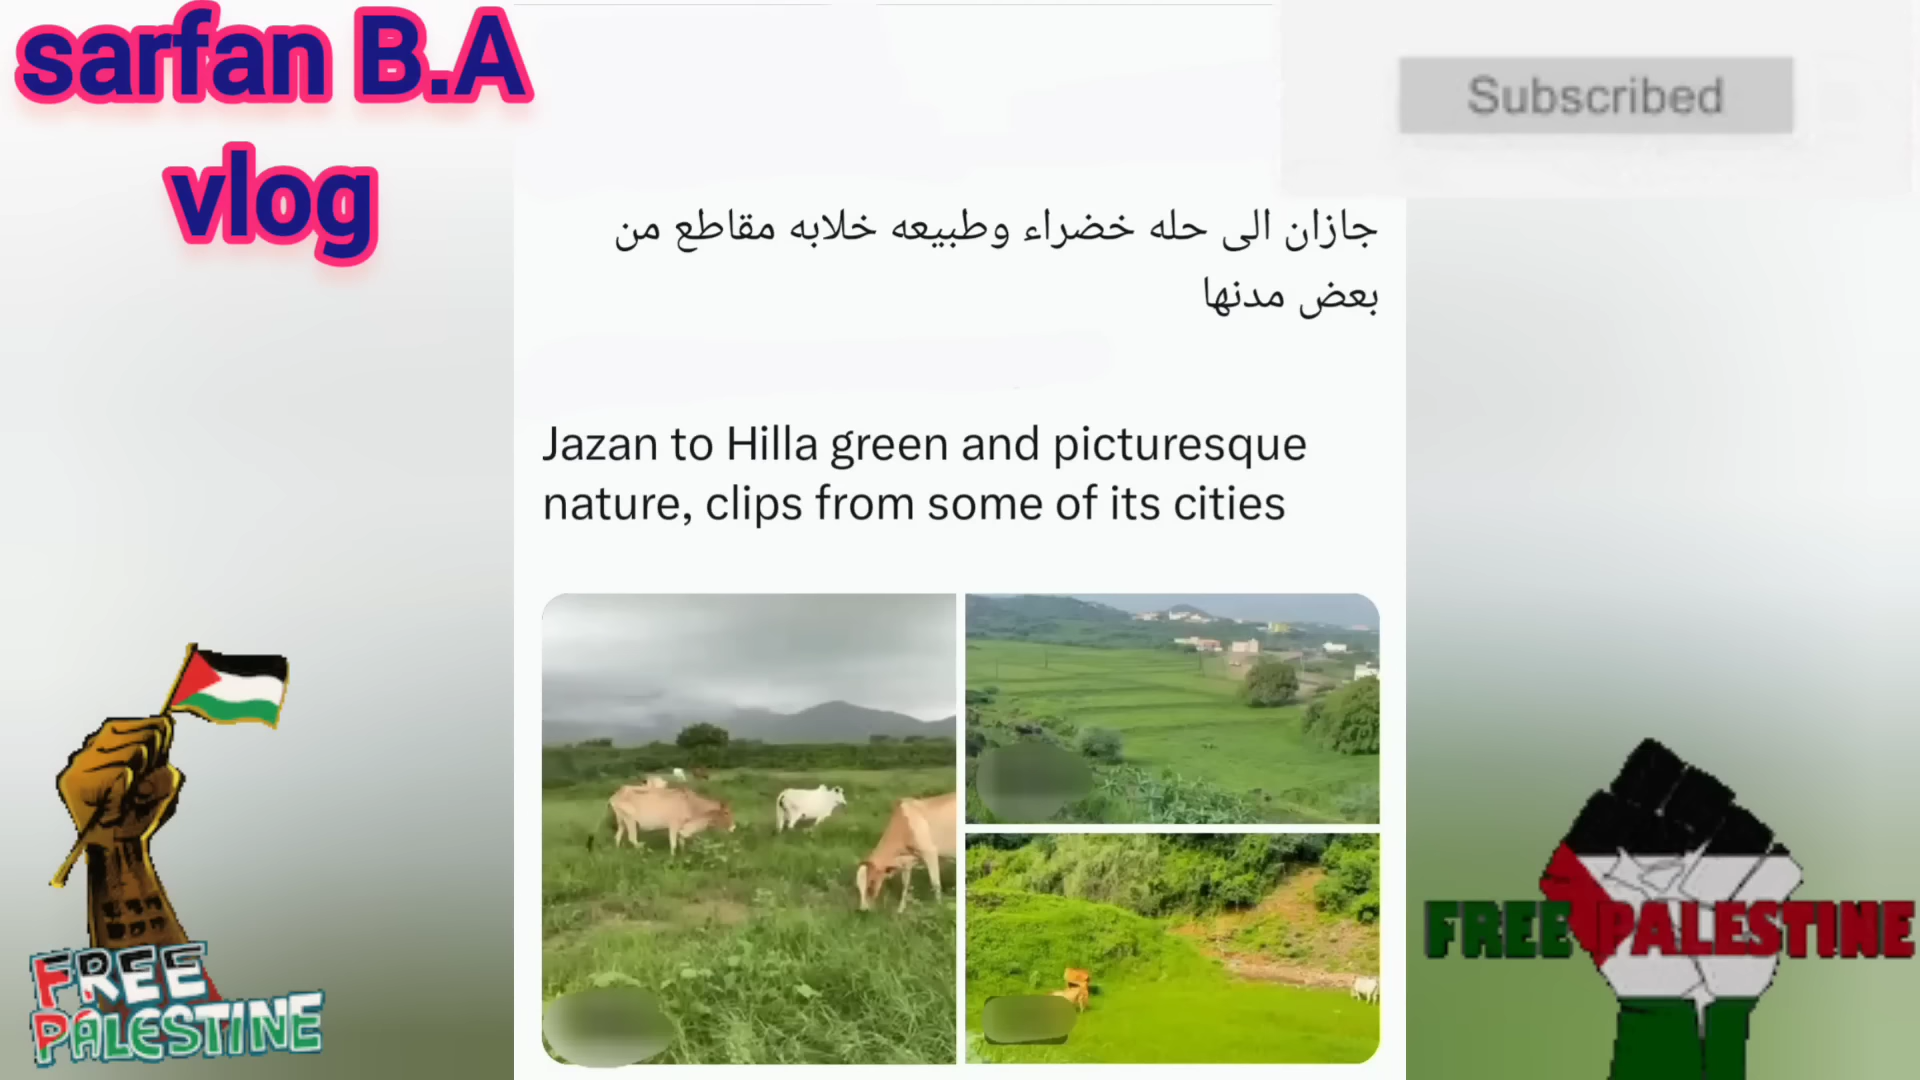 sarfan B.A
vlog
Subscribed
جازان الى حله خضراء وطبيعه خلابه مقاطع من
بعض مدنها
Jazan to Hilla green and picturesque
nature, clips from some of its cities
FREE
PALESTINE
FREE PALESTINE